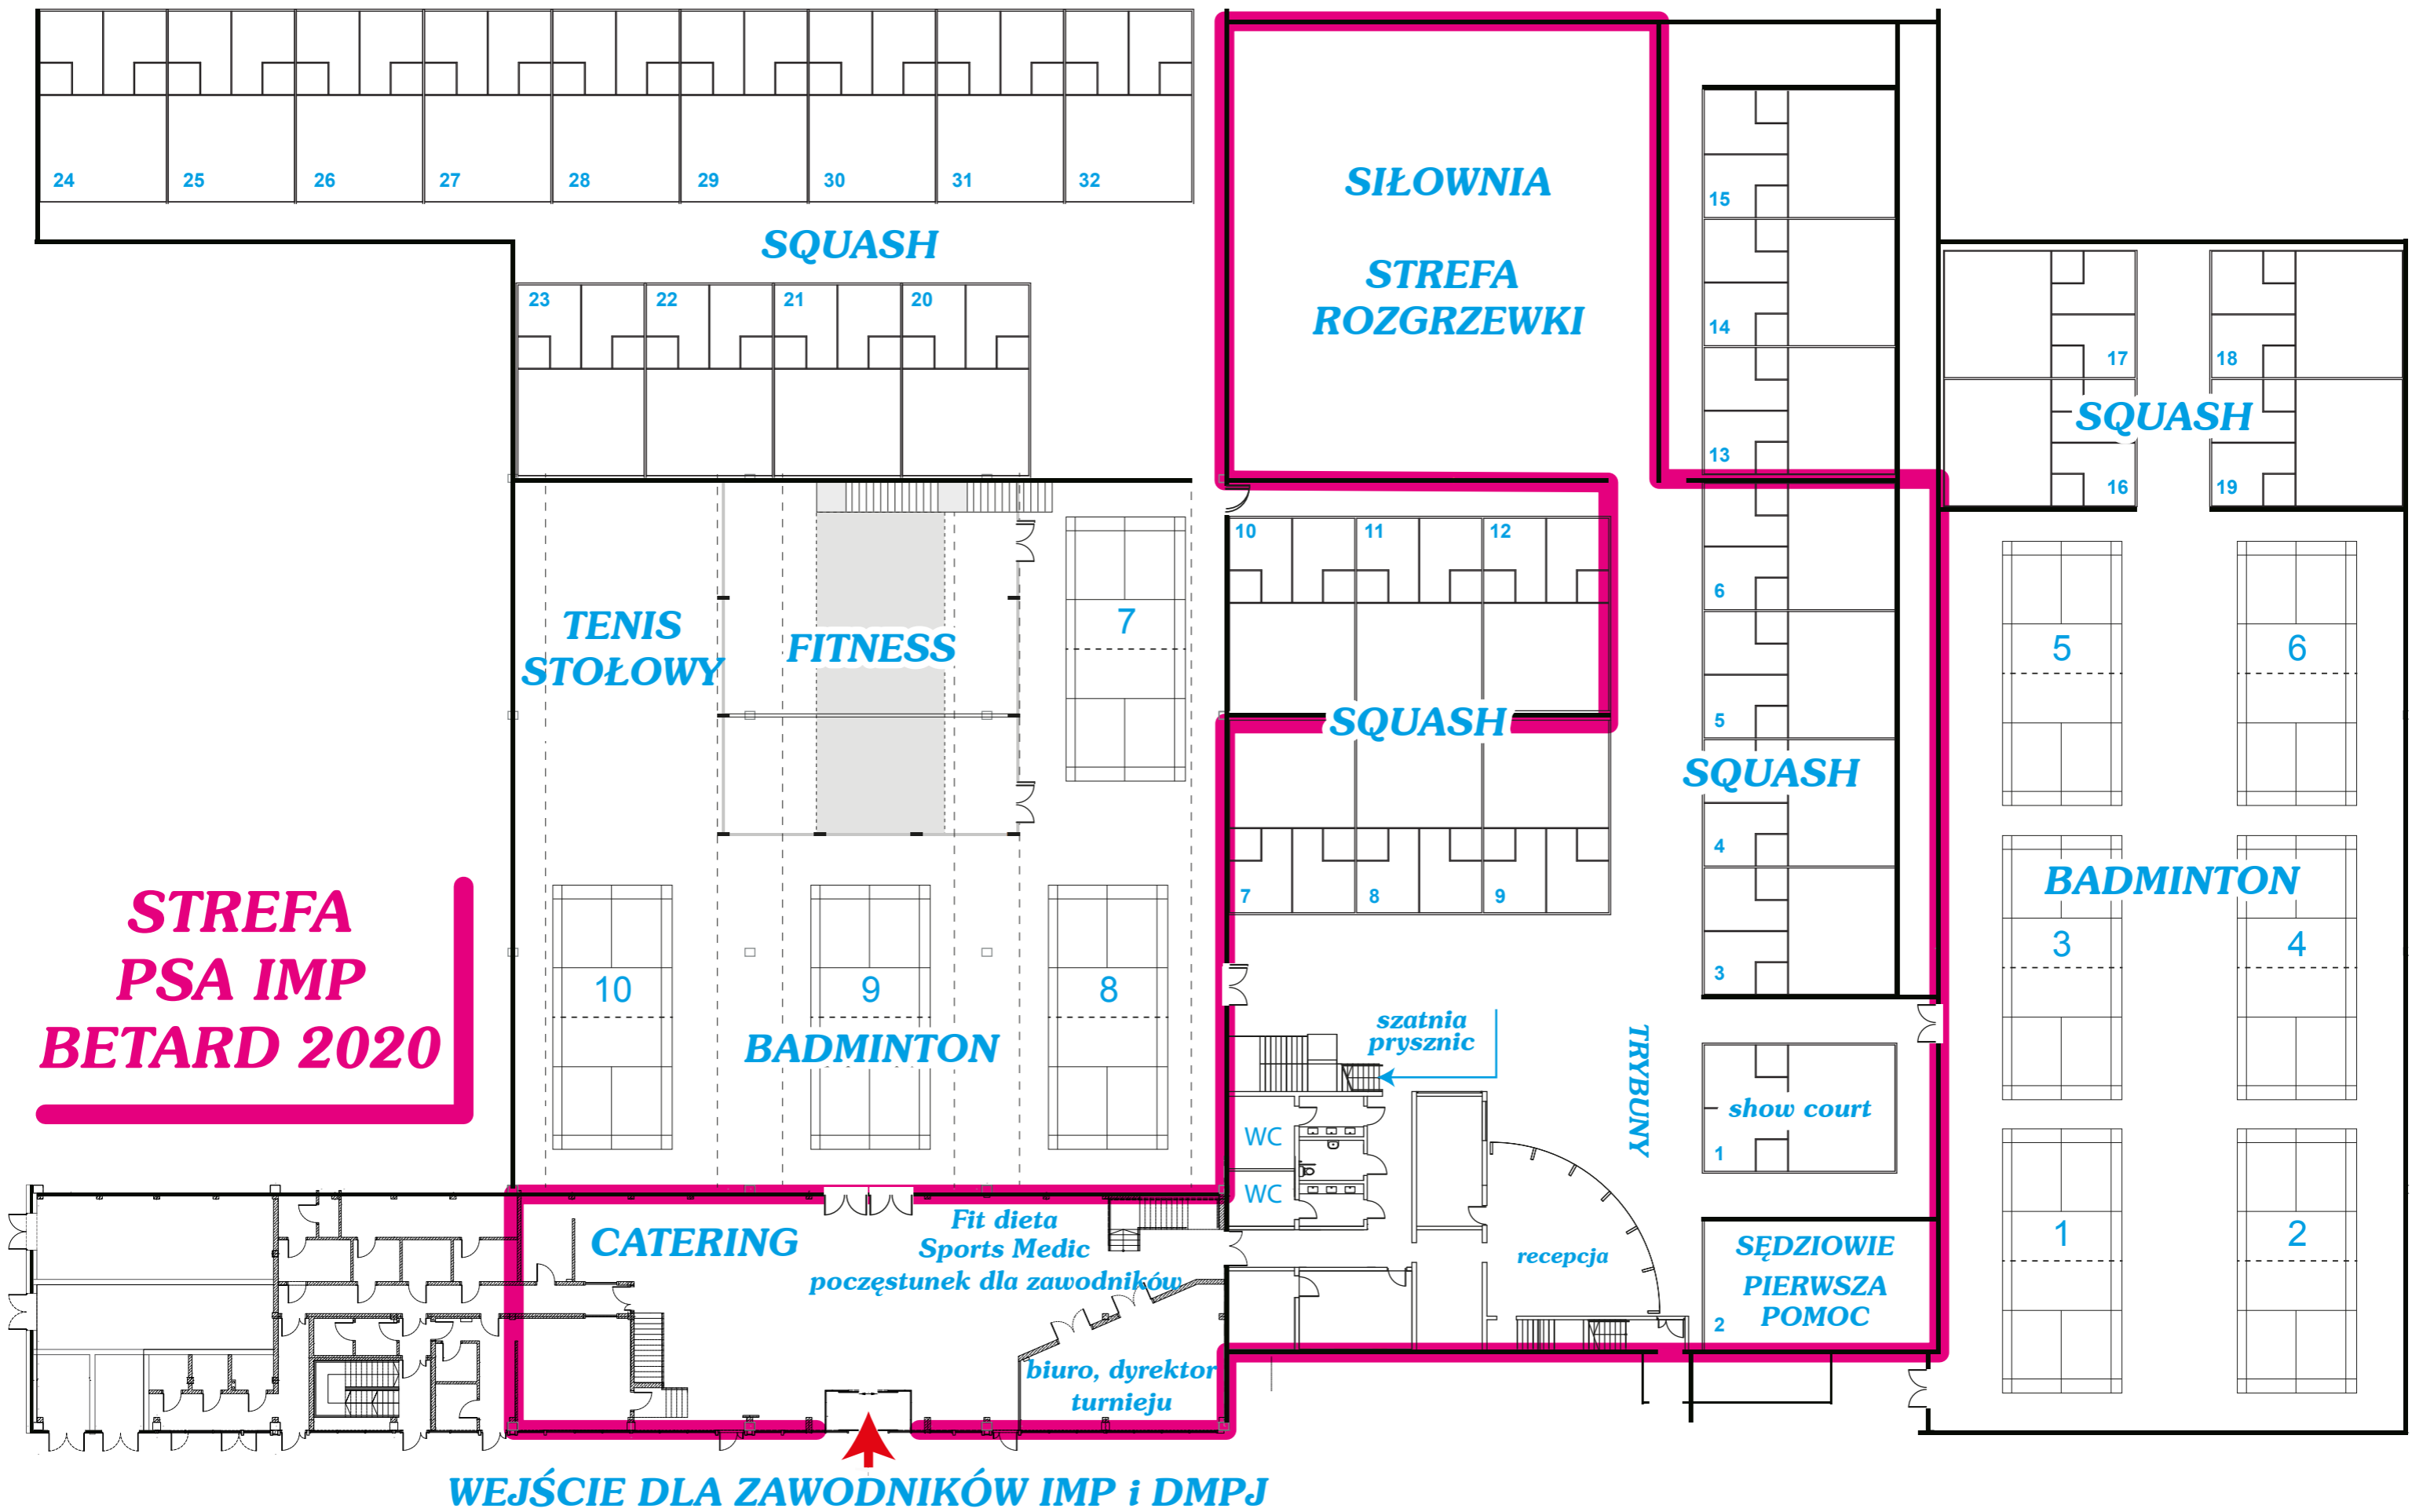 24 25 26 27 28 29 30 31 32
SQUASH
23 22 21 20
SIŁOWNIA
STREFA
ROZGRZEWKI
15
14
13
17 18
SQUASH
16 19
TENIS
STOŁOWY
FITNESS
7
10 11 12
SQUASH
7 8 9
6
5
SQUASH
4
3
5 6
BADMINTON
3 4
1 2
STREFA
PSA IMP
BETARD 2020
10 9 8
BADMINTON
szatnia
prysznic
TRYBUNY
show court
1
WC
WC
recepcja
SĘDZIOWIE
PIERWSZA
POMOC
2
CATERING
Fit dieta
Sports Medic
poczęstunek dla zawodników
biuro, dyrektor
turnieju
WEJŚCIE DLA ZAWODNIKÓW IMP i DMPJ